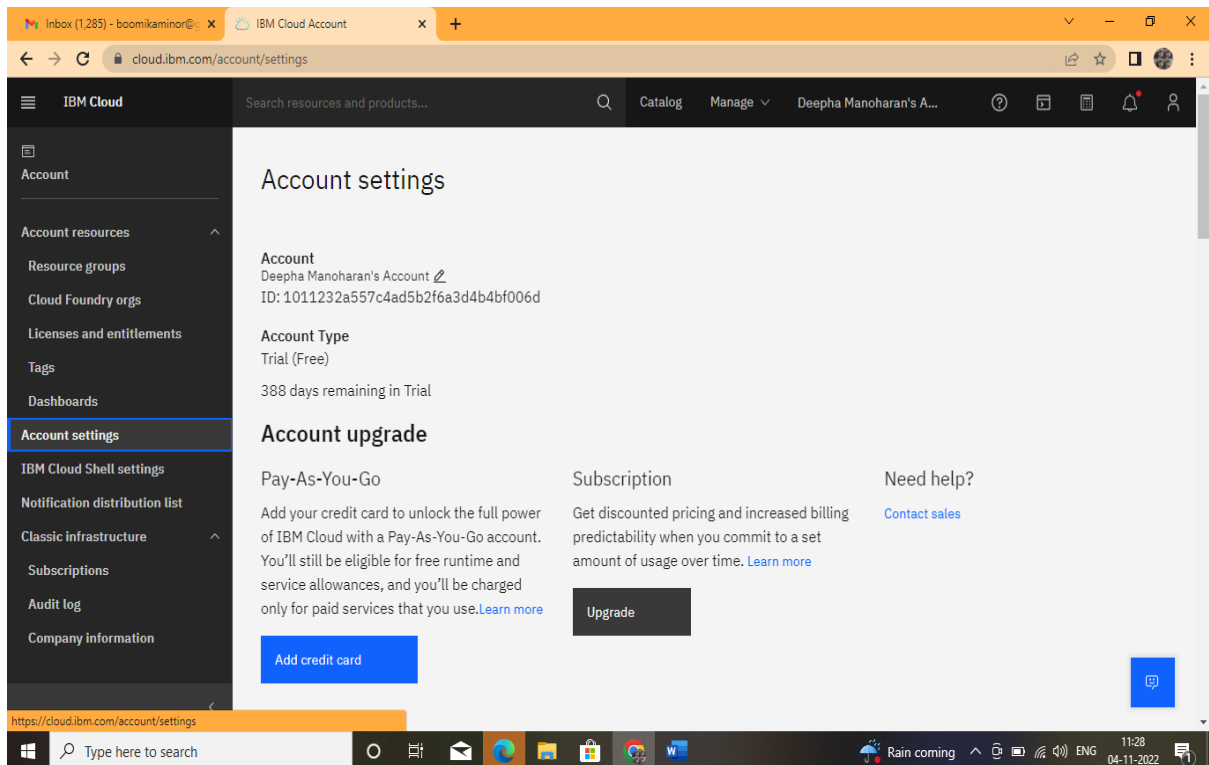 Inbox (1,285) - boomikaminor@g
IBM Cloud Account
cloud.ibm.com/account/settings
IBM Cloud
Search resources and products...
Catalog
Manage
Deepha Manoharan's A...
Account
Account resources
Resource groups
Cloud Foundry orgs
Licenses and entitlements
Tags
Dashboards
Account settings
IBM Cloud Shell settings
Notification distribution list
Classic infrastructure
Subscriptions
Audit log
Company information
Account settings
Account
Deepha Manoharan's Account
ID: 1011232a557c4ad5b2f6a3d4b4bf006d
Account Type
Trial (Free)
388 days remaining in Trial
Account upgrade
Pay-As-You-Go
Add your credit card to unlock the full power
of IBM Cloud with a Pay-As-You-Go account.
You'll still be eligible for free runtime and
service allowances, and you'll be charged
only for paid services that you use.Learn more
Add credit card
Subscription
Get discounted pricing and increased billing
predictability when you commit to a set
amount of usage over time. Learn more
Upgrade
Need help?
Contact sales
https://cloud.ibm.com/account/settings
Type here to search
Rain coming
ENG
11:28
04-11-2022
1